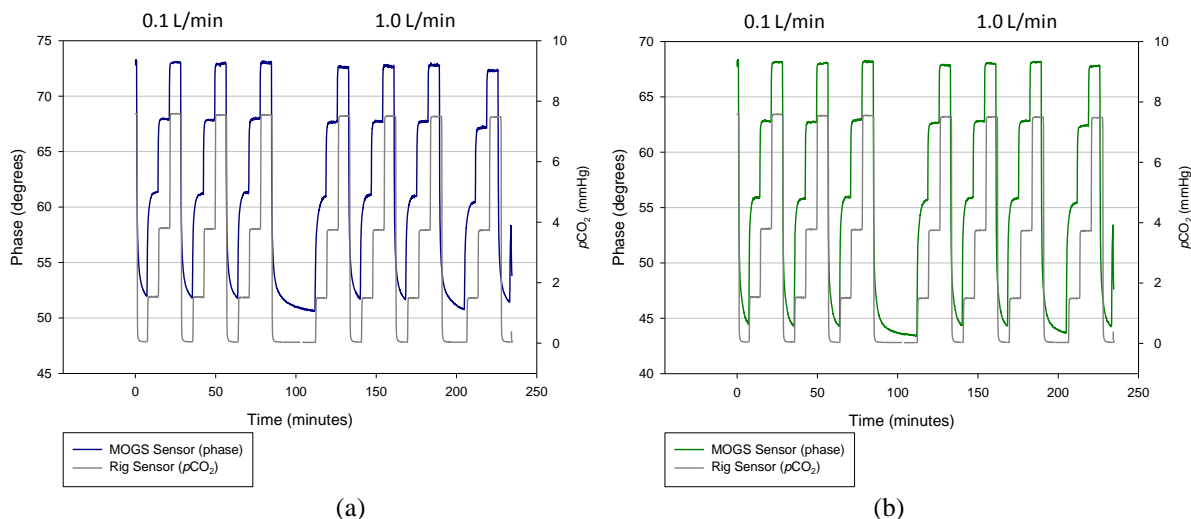 0.1 L/min
1.0 L/min
75
70
65
60
55
50
45
Phase (degrees)
10
8
6
4
2
0
pCO₂ (mmHg)
0
50
100
150
200
250
Time (minutes)
MOGS Sensor (phase)
Rig Sensor (pCO₂)
(a)
0.1 L/min
1.0 L/min
70
65
60
55
50
45
40
Phase (degrees)
10
8
6
4
2
0
pCO₂ (mmHg)
0
50
100
150
200
250
Time (minutes)
MOGS Sensor (phase)
Rig Sensor (pCO₂)
(b)